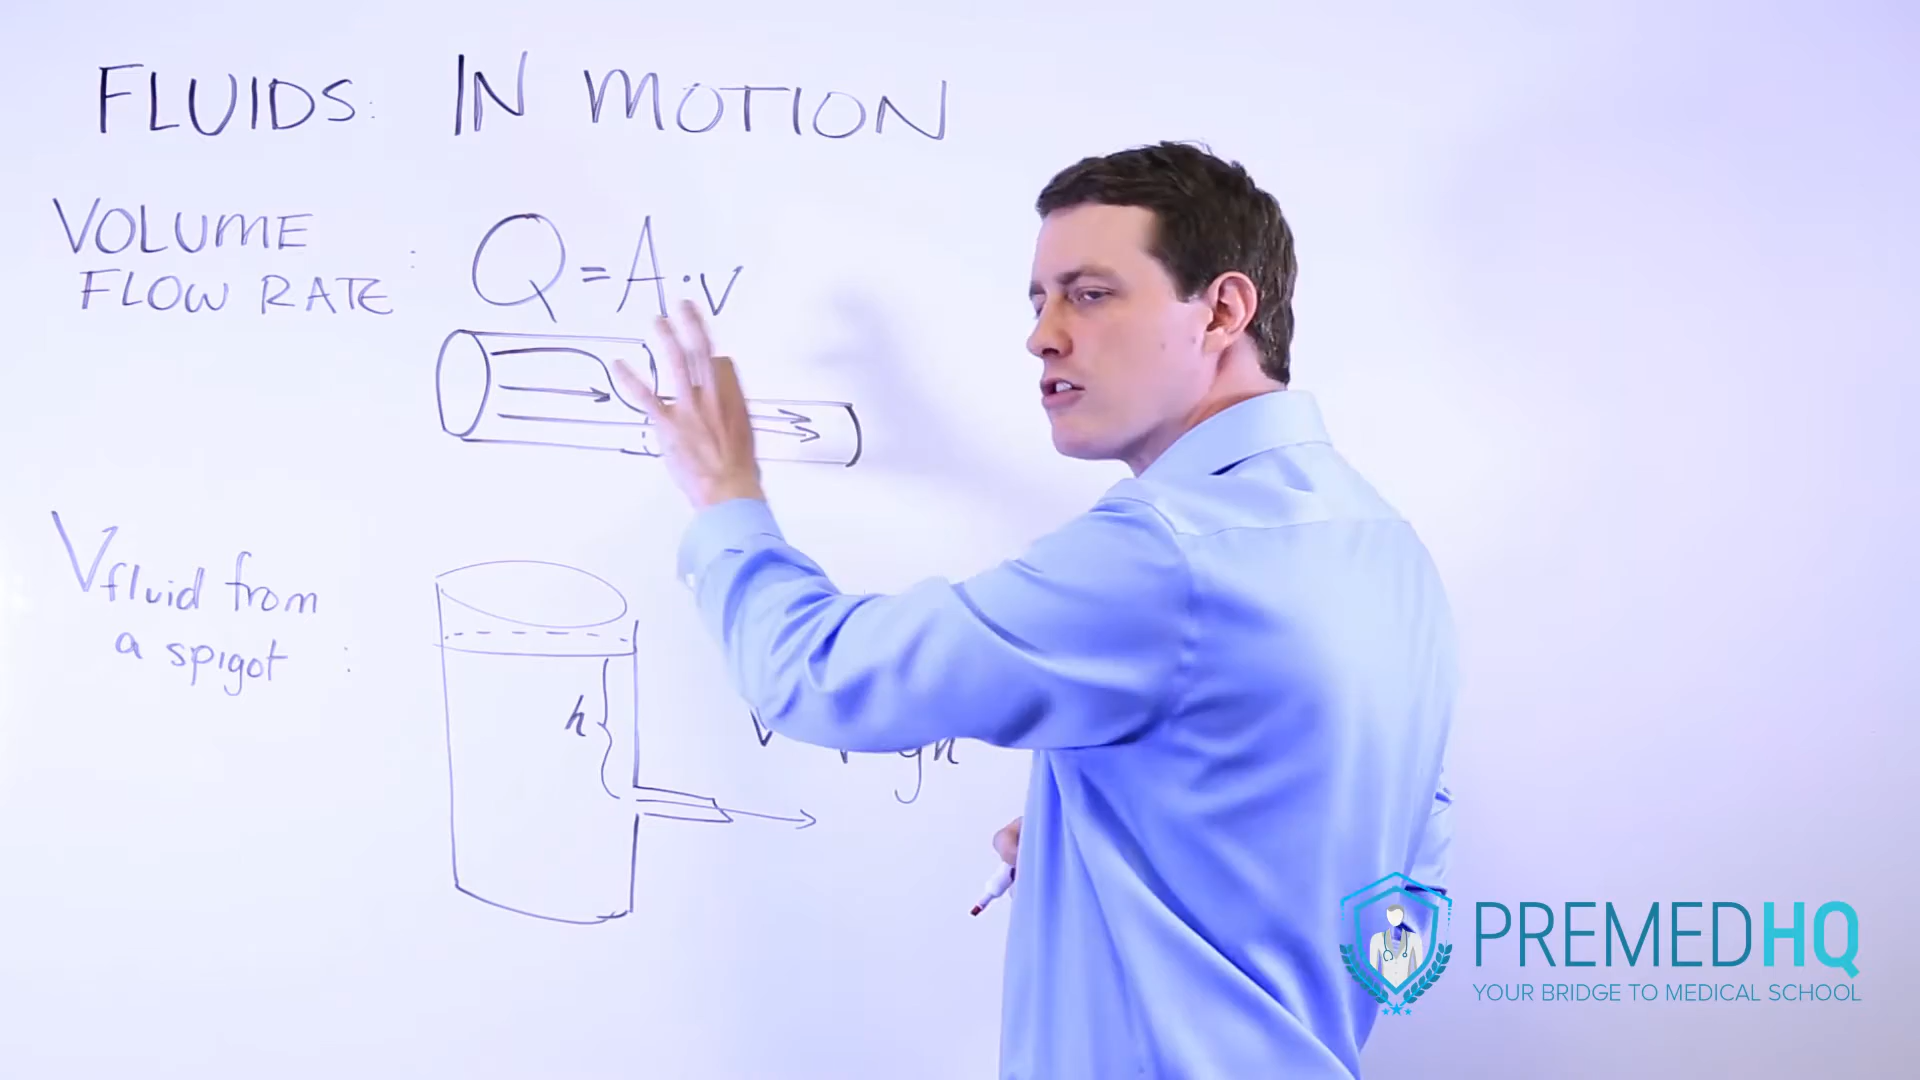 FLUIDS: IN MOTION
VOLUME
FLOW RATE :
Q = A · v
Vfluid from
a spigot :
h
PREMEDHQ
YOUR BRIDGE TO MEDICAL SCHOOL